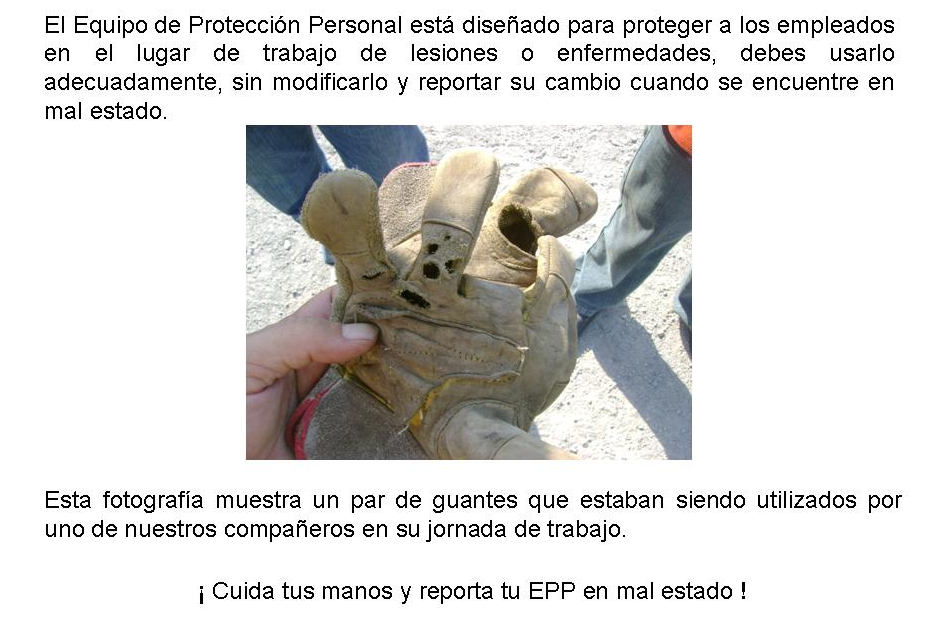 El Equipo de Protección Personal está diseñado para proteger a los empleados
en el lugar de trabajo de lesiones o enfermedades, debes usarlo
adecuadamente, sin modificarlo y reportar su cambio cuando se encuentre en
mal estado.
Esta fotografía muestra un par de guantes que estaban siendo utilizados por
uno de nuestros compañeros en su jornada de trabajo.
¡ Cuida tus manos y reporta tu EPP en mal estado !